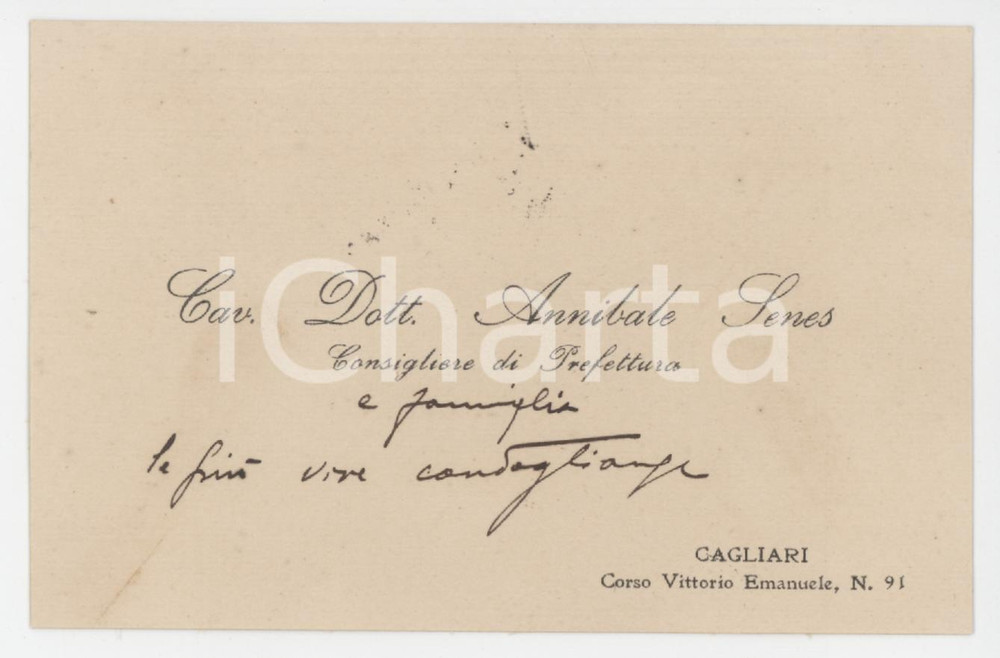 Cav. Dott. Annibale Senes
iCharta
Consigliere di Prefettura
e famiglia
le più vive condoglianze
CAGLIARI
Corso Vittorio Emanuele, N. 91